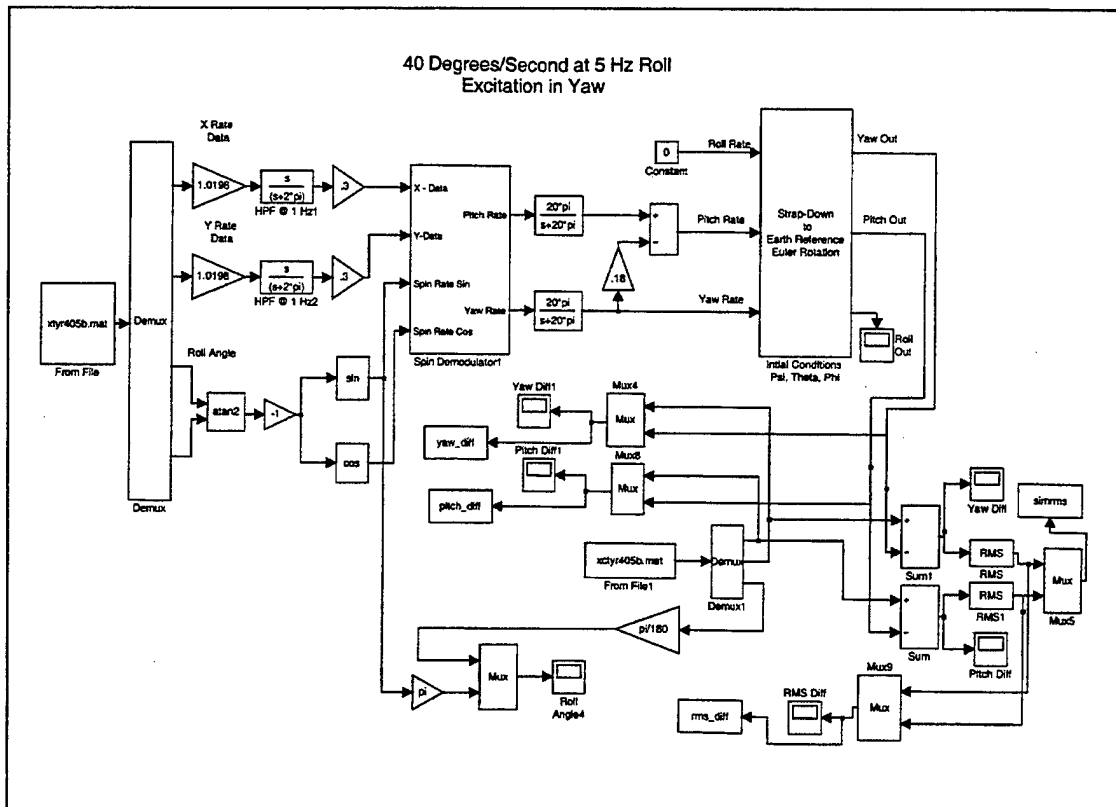 40 Degrees/Second at 5 Hz Roll
Excitation in Yaw
X Rate
Data
1.0198
s
(s+2*pi)
HPF @ 1 Hz1
.3
Y Rate
Data
1.0198
s
(s+2*pi)
HPF @ 1 Hz2
.3
xtyr405b.mat
From File
Demux
Demux
Roll Angle
atan2
-1
sin
cos
X - Data
Y-Data
Spin Rate Sin
Spin Rate Cos
Pitch Rate
Yaw Rate
Spin Demodulator1
20*pi
s+20*pi
20*pi
s+20*pi
.18
+
−
0
Constant
Roll Rate
Pitch Rate
Yaw Rate
Strap-Down
to
Earth Reference
Euler Rotation
Intial Conditions
Psi, Theta, Phi
Yaw Out
Pitch Out
Roll
Out
Yaw Diff1
Mux4
Mux
yaw_diff
Pitch Diff1
Mux8
Mux
pitch_diff
xctyr405b.mat
From File1
Demux
Demux1
pi/180
pi
Mux
Roll
Angle4
+
−
Sum1
+
−
Sum
Yaw Diff
RMS
RMS
RMS
RMS1
Pitch Diff
simrms
Mux
Mux5
Mux9
Mux
RMS Diff
rms_diff